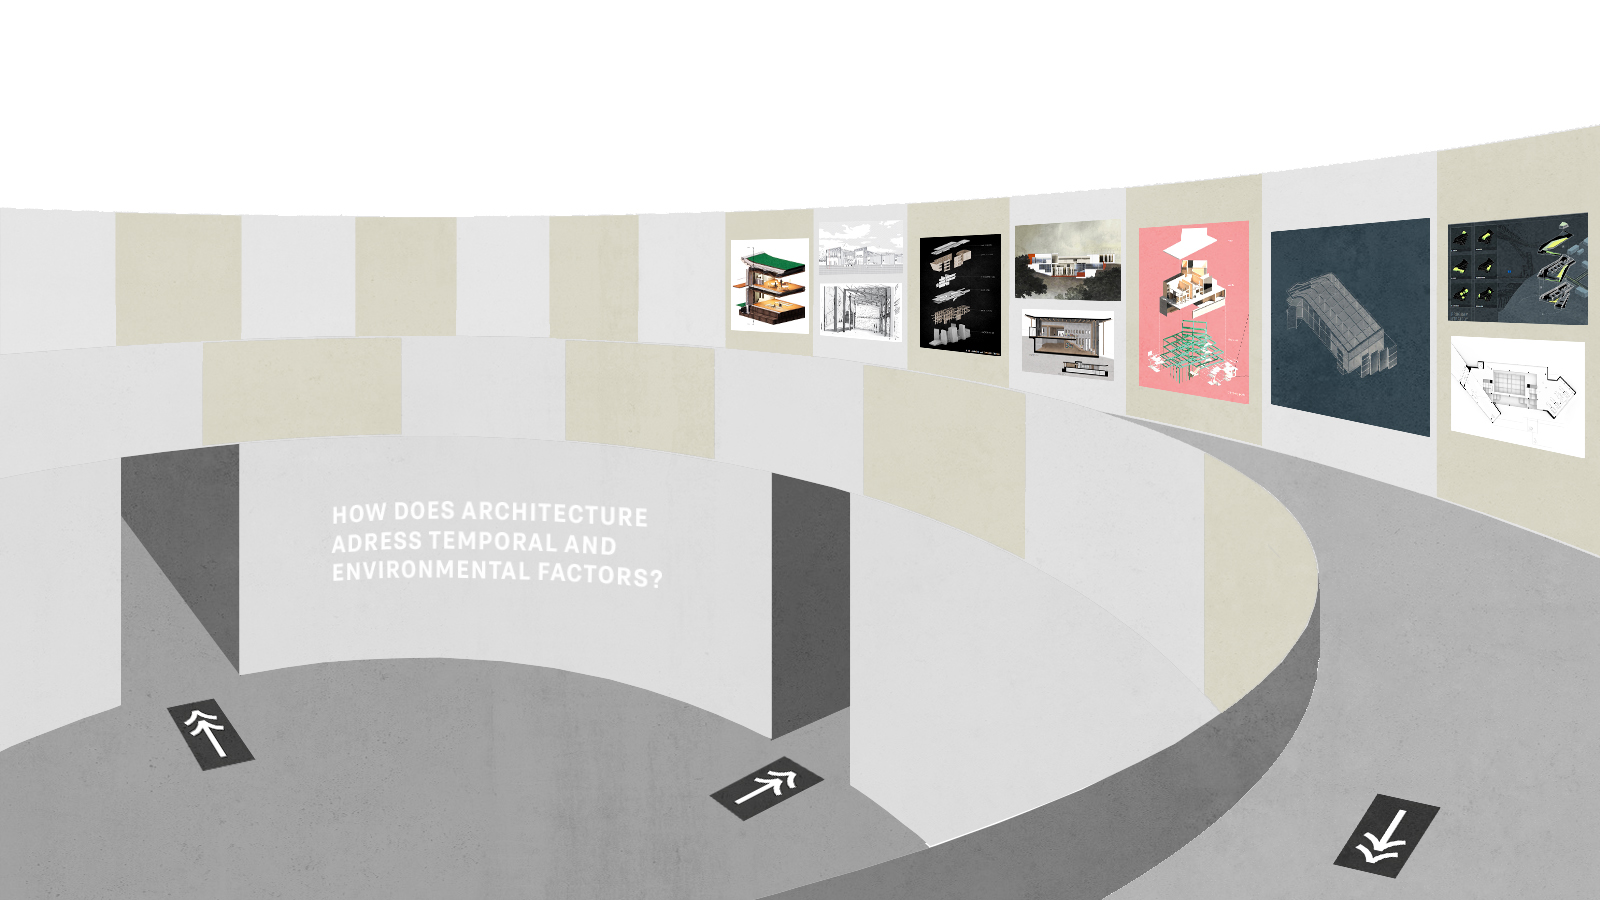 HOW DOES ARCHITECTURE
ADRESS TEMPORAL AND
ENVIRONMENTAL FACTORS?